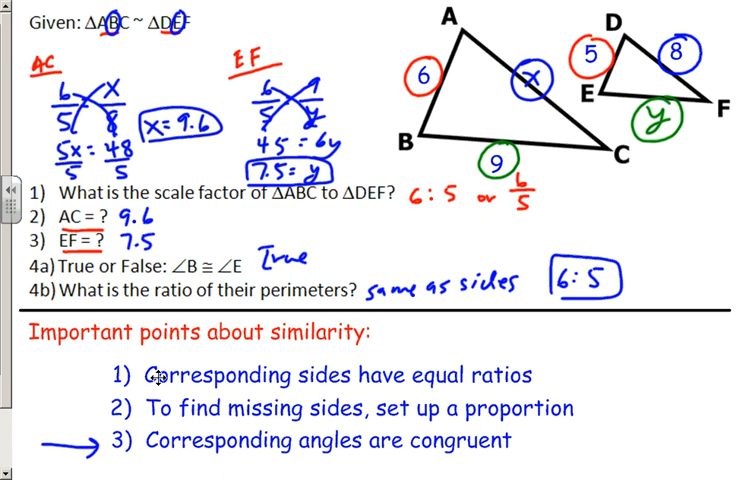 Given: ΔABC ~ ΔDEF
AC
6/5 x/8
5x/5 = 48/5
x = 9.6
EF
6/5 9/y
45 = 6y
7.5 = y
A
B
C
6
x
9
D
E
F
5
8
y
1) What is the scale factor of ΔABC to ΔDEF? 6:5 or 6/5
2) AC = ? 9.6
3) EF = ? 7.5
4a) True or False: ∠B ≅ ∠E True
4b) What is the ratio of their perimeters? same as sides 6:5
Important points about similarity:
1) Corresponding sides have equal ratios
2) To find missing sides, set up a proportion
3) Corresponding angles are congruent